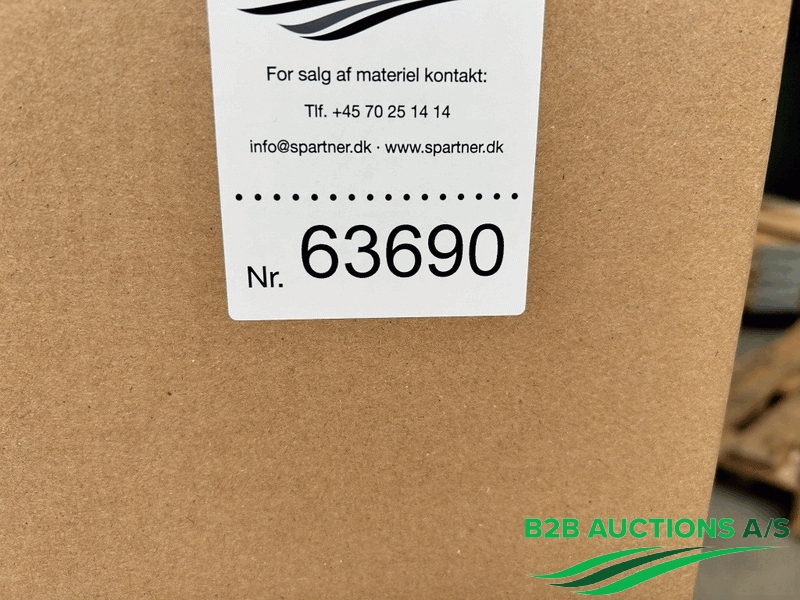 For salg af materiel kontakt:
Tlf. +45 70 25 14 14
info@spartner.dk · www.spartner.dk
Nr. 63690
B2B AUCTIONS A/S